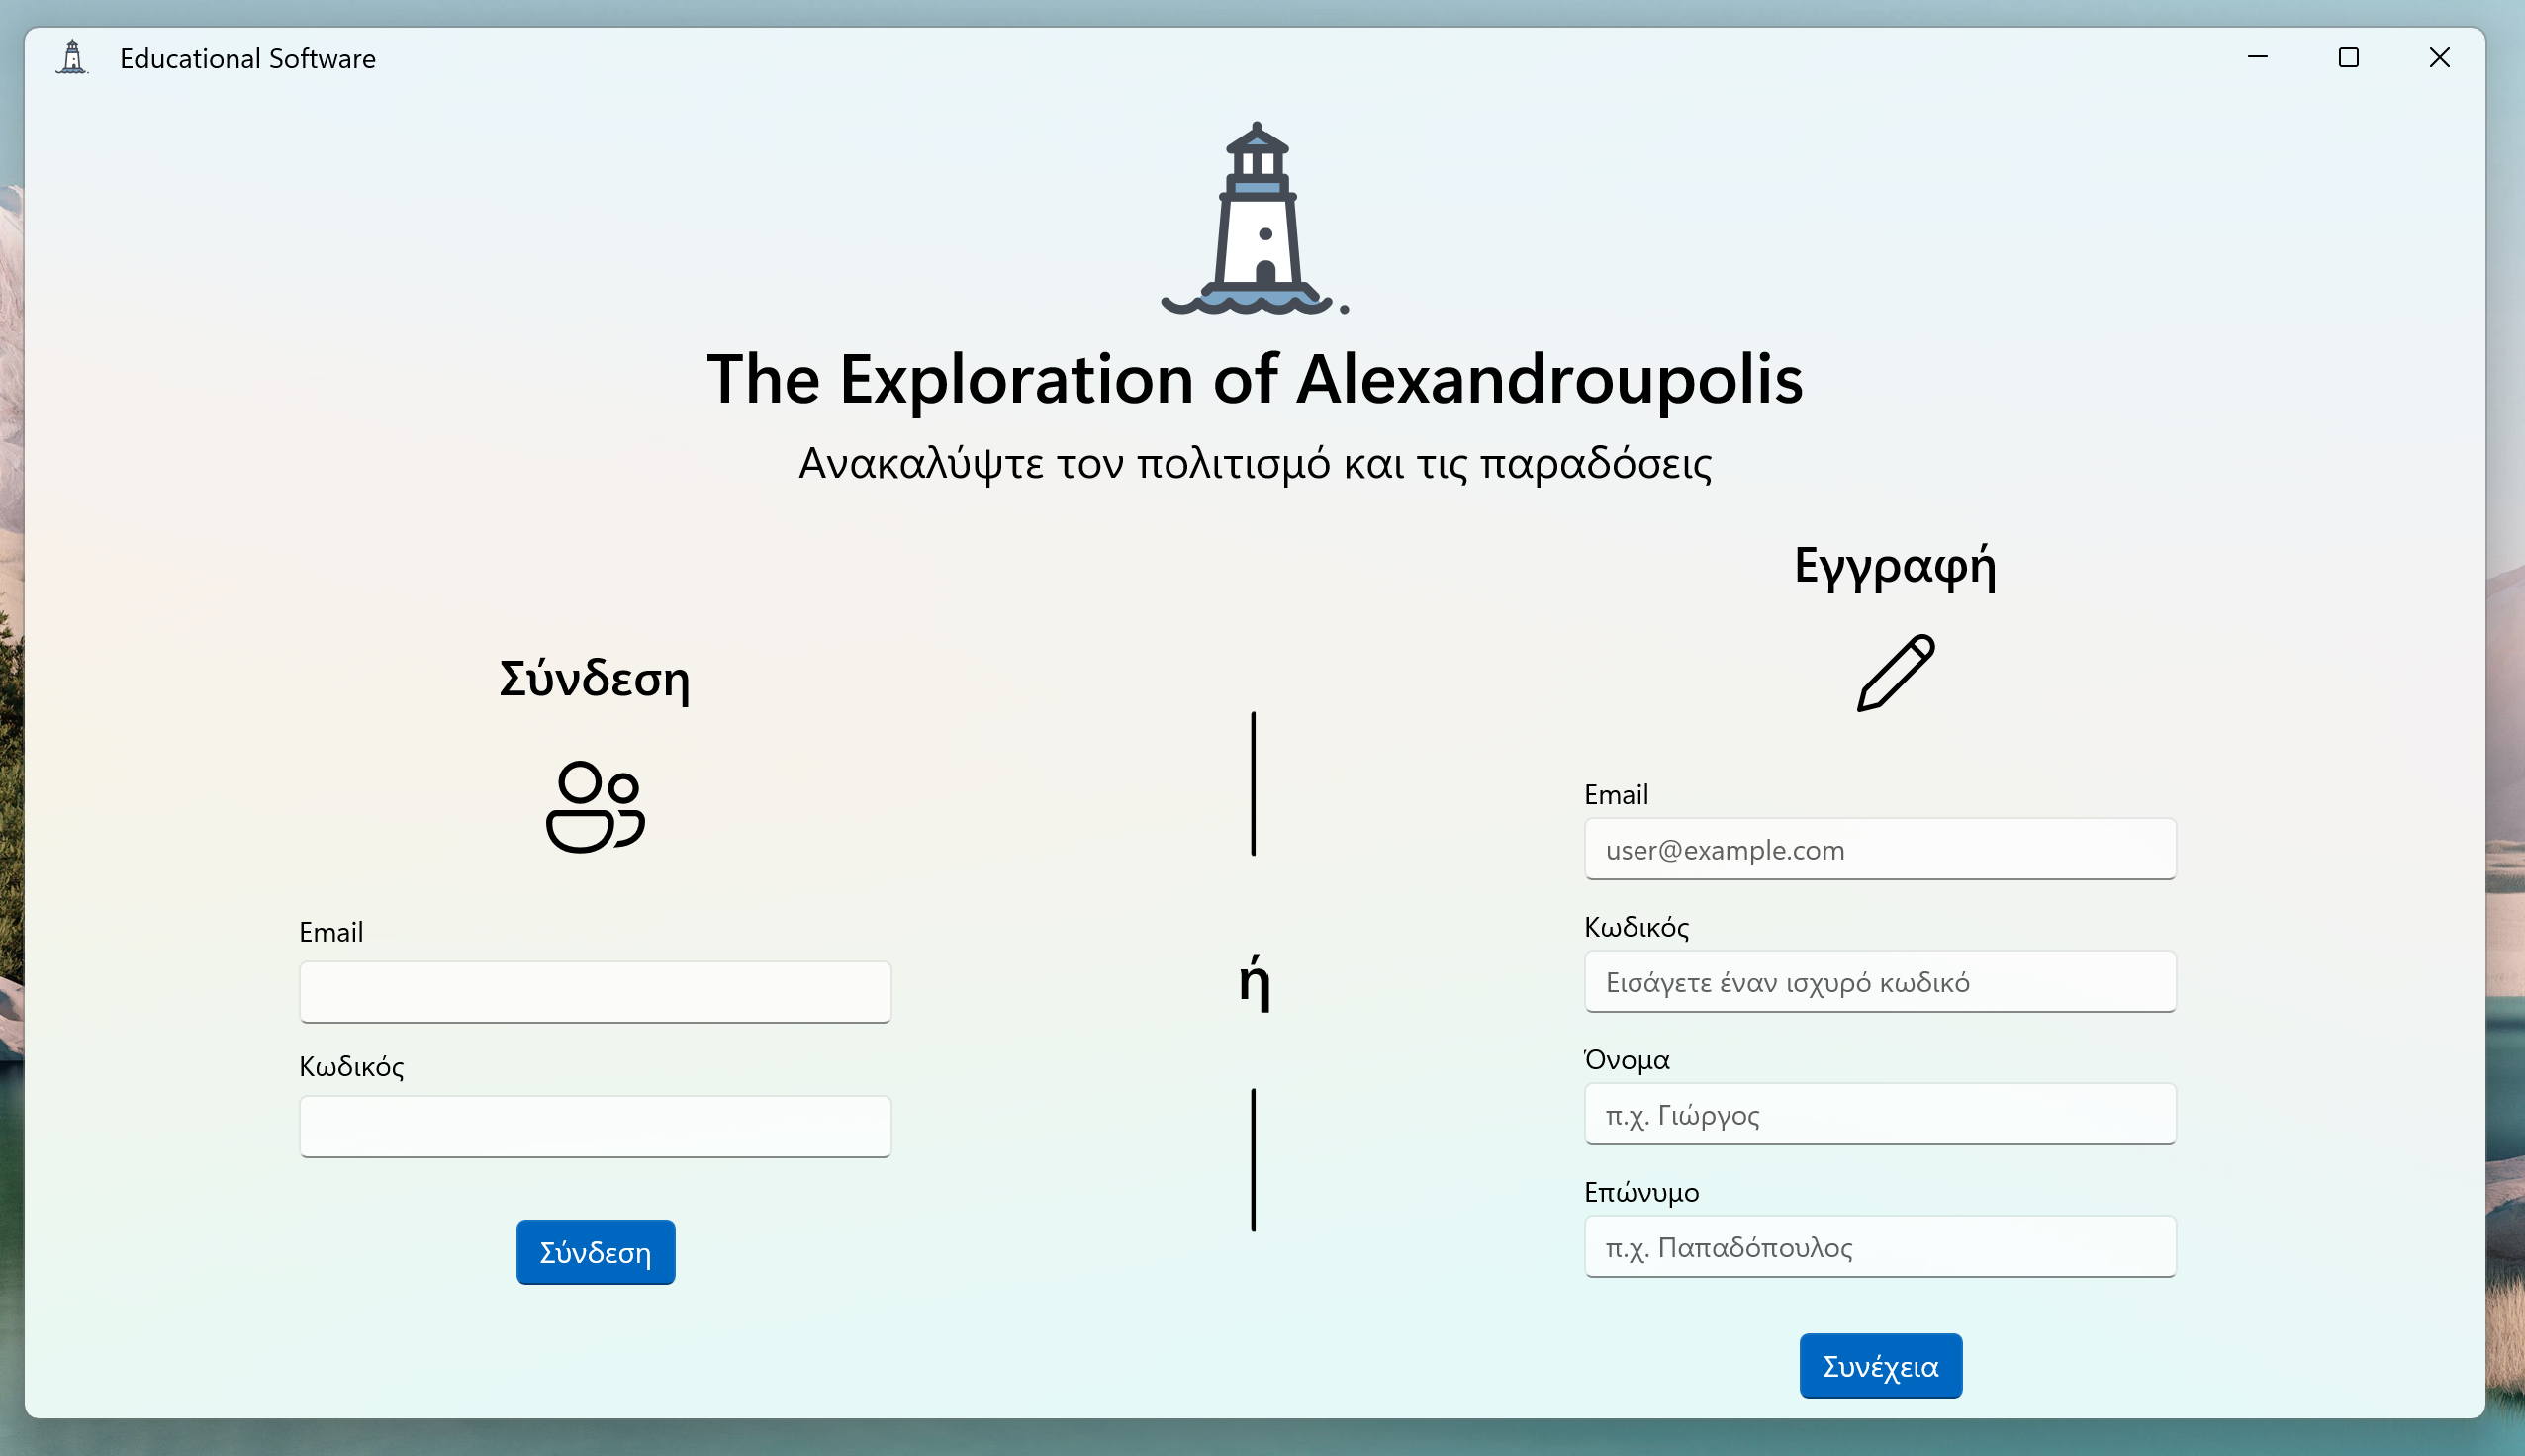 Educational Software
The Exploration of Alexandroupolis
Ανακαλύψτε τον πολιτισμό και τις παραδόσεις
Σύνδεση
Email
Κωδικός
Σύνδεση
ή
Εγγραφή
Email
user@example.com
Κωδικός
Εισάγετε έναν ισχυρό κωδικό
Όνομα
π.χ. Γιώργος
Επώνυμο
π.χ. Παπαδόπουλος
Συνέχεια